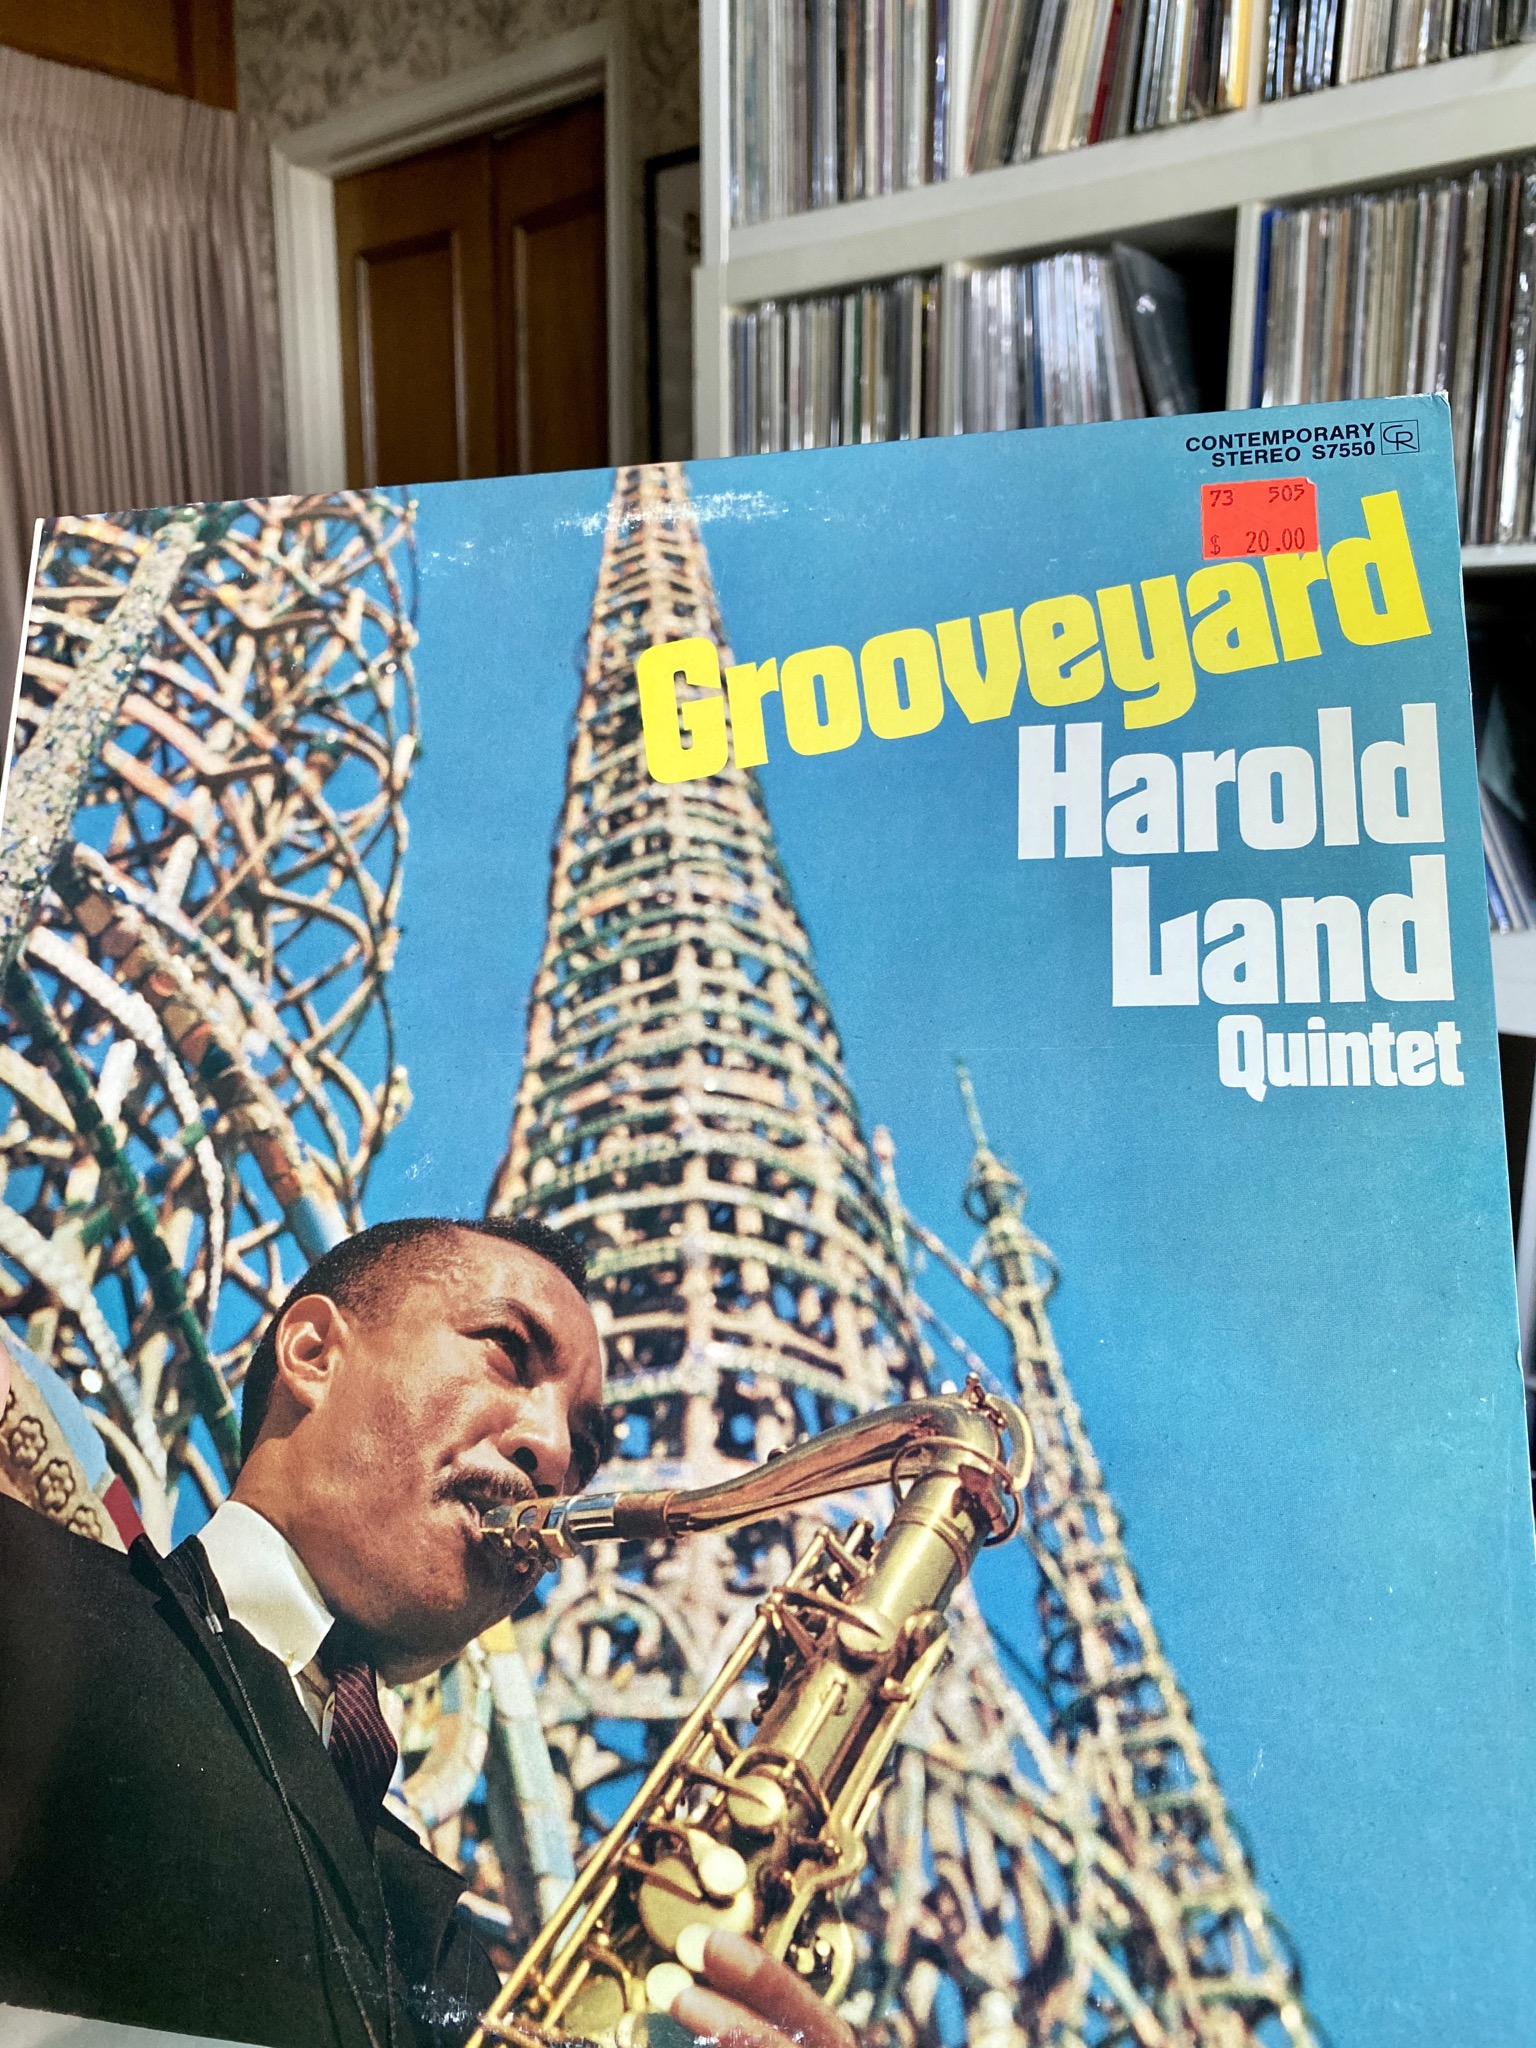 CONTEMPORARY CR
STEREO S7550
73 505
$ 20.00
Grooveyard
Harold
Land
Quintet